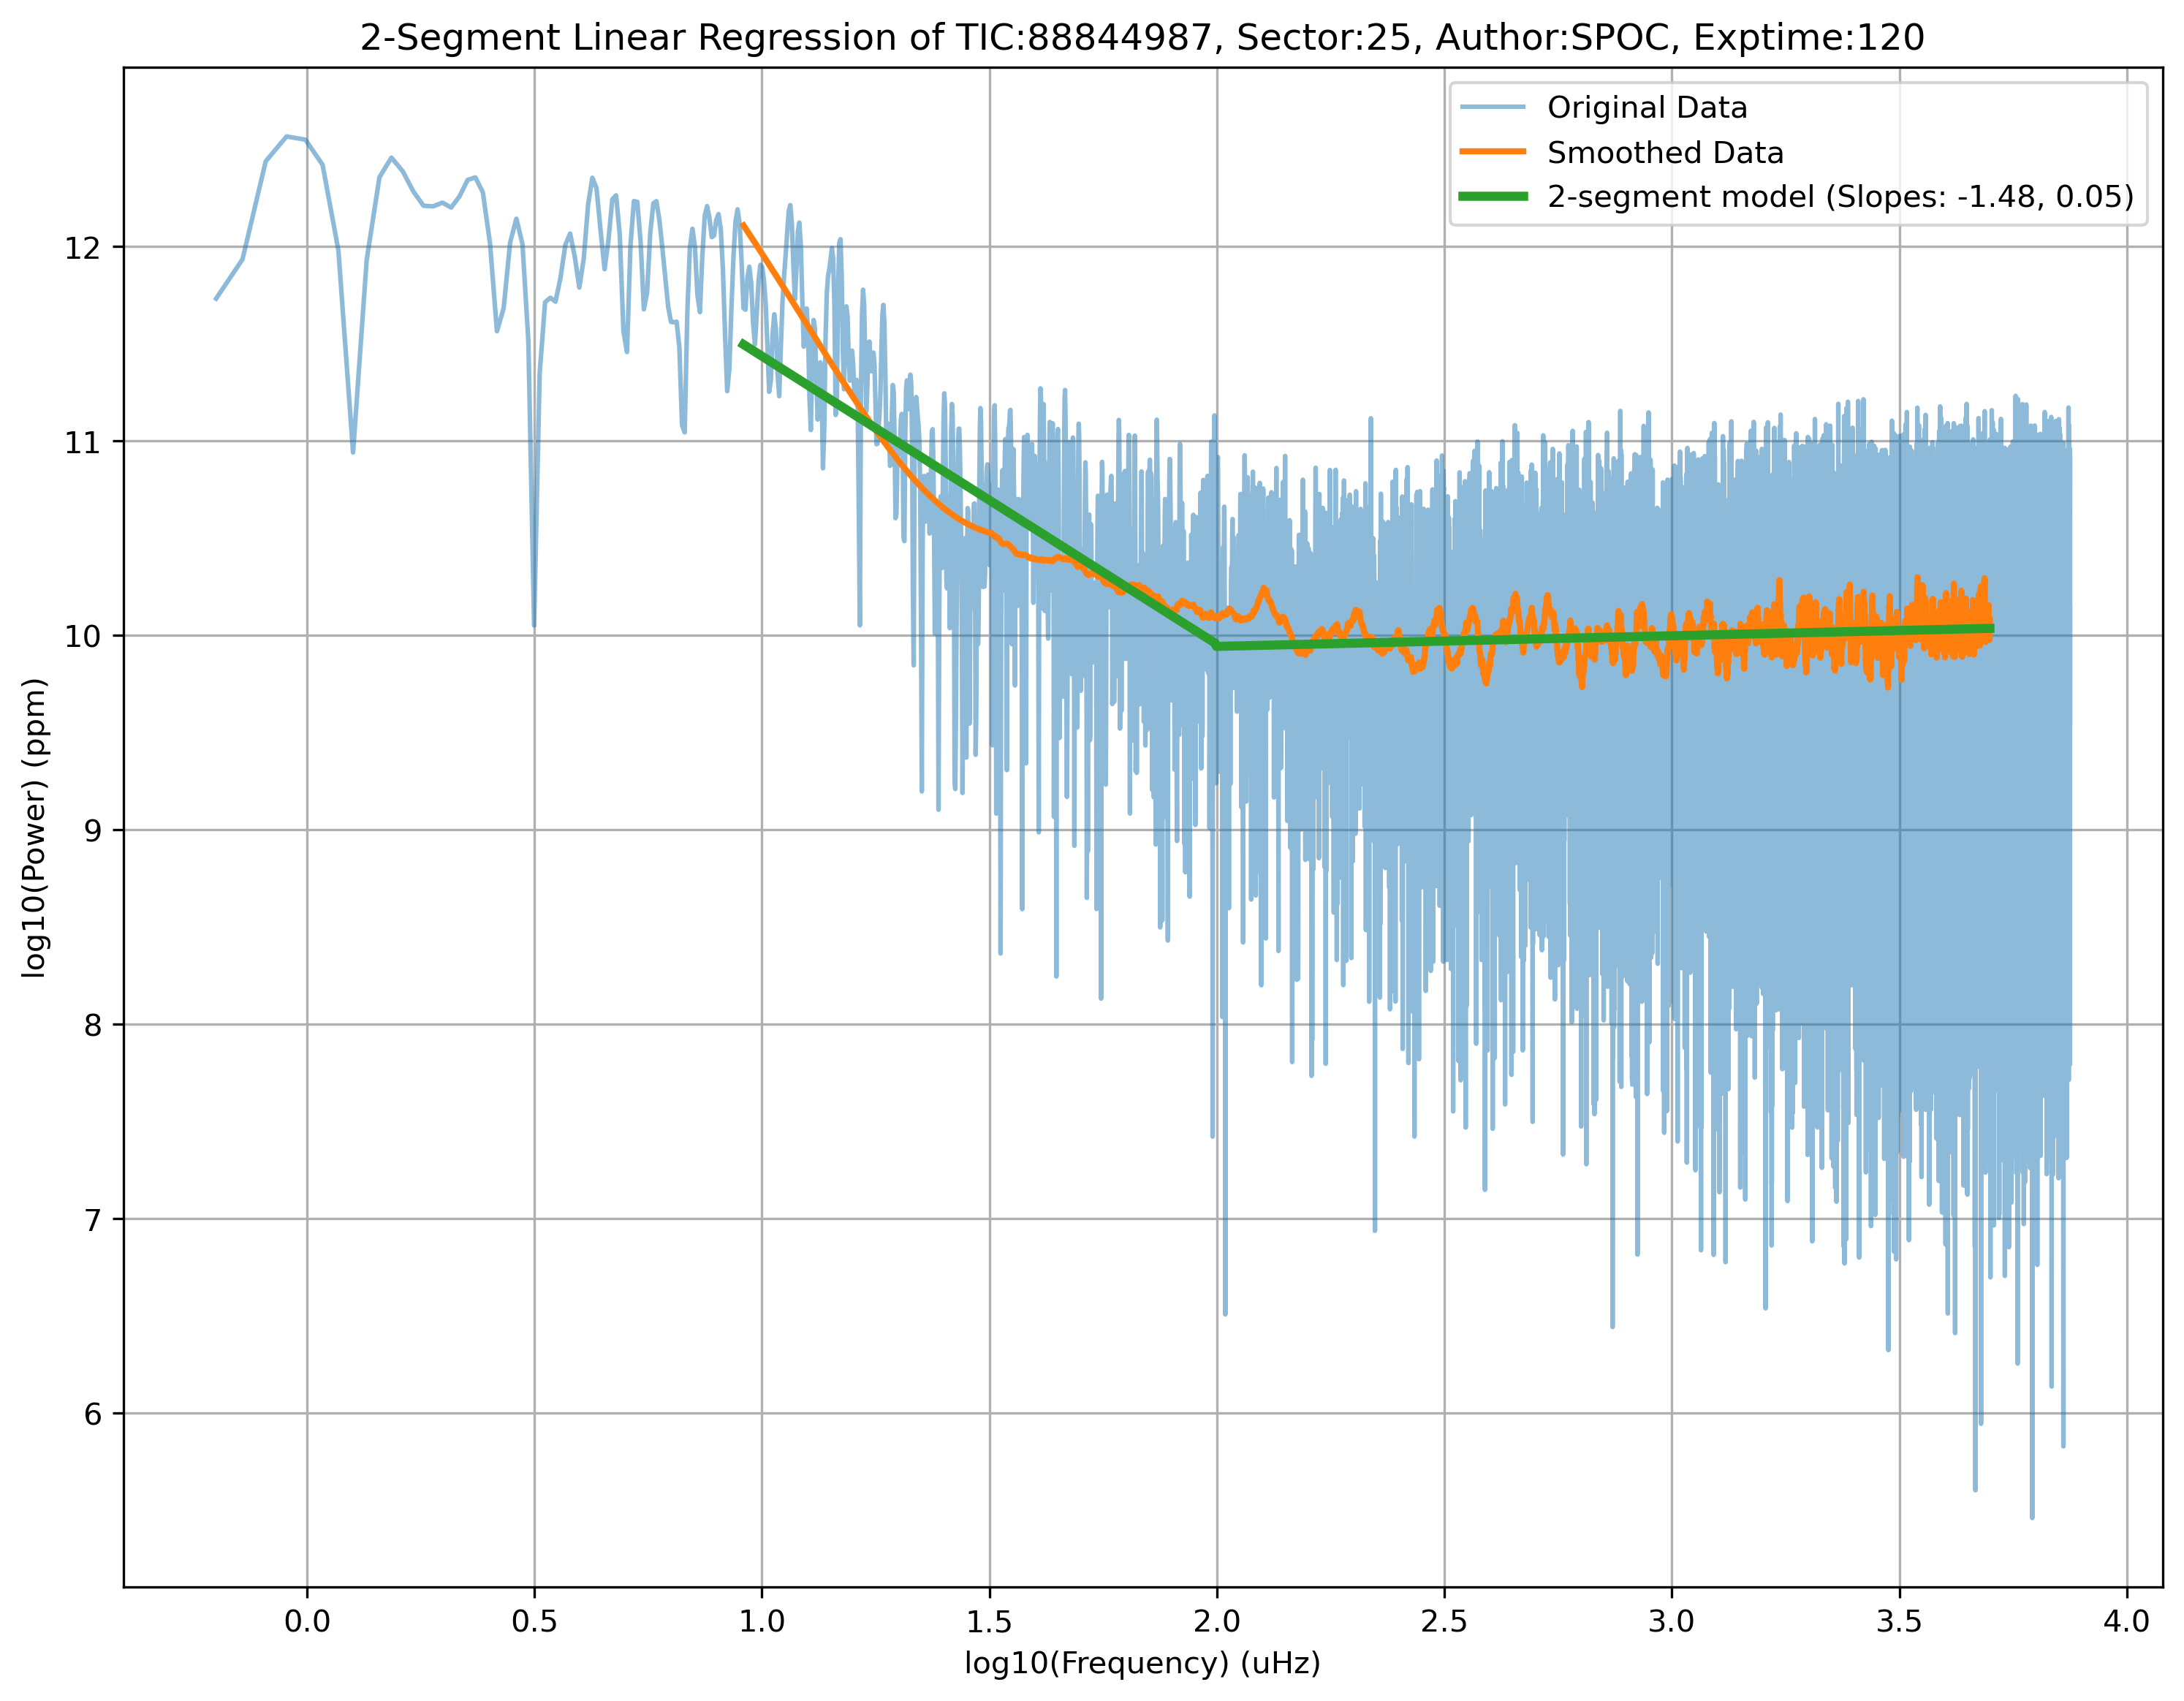 2-Segment Linear Regression of TIC:88844987, Sector:25, Author:SPOC, Exptime:120
Original Data
Smoothed Data
2-segment model (Slopes: -1.48, 0.05)
12
11
10
9
8
7
6
log10(Power) (ppm)
0.0 0.5 1.0 1.5 2.0 2.5 3.0 3.5 4.0
log10(Frequency) (uHz)